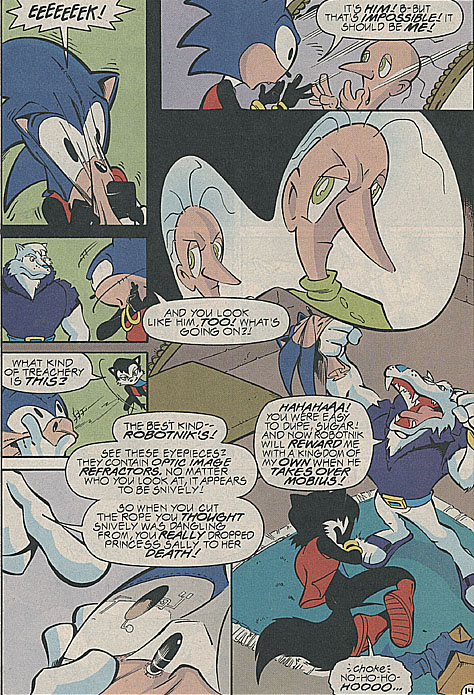 EEEEEEEK!
IT'S HIM! B-BUT
THAT'S IMPOSSIBLE! IT
SHOULD BE ME!
AND YOU LOOK
LIKE HIM, TOO! WHAT'S
GOING ON?!
WHAT KIND
OF TREACHERY
IS THIS?
THE BEST KIND--
ROBOTNIK'S!
SEE THESE EYEPIECES?
THEY CONTAIN OPTIC IMAGE
REFRACTORS. NO MATTER
WHO YOU LOOK AT, IT APPEARS
TO BE SNIVELY!
SO WHEN YOU CUT
THE ROPE YOU THOUGHT
SNIVELY WAS DANGLING
FROM, YOU REALLY DROPPED
PRINCESS SALLY TO HER
DEATH!
HAHAHAAA!
YOU WERE EASY
TO DUPE, SUGAR!
AND NOW ROBOTNIK
WILL REWARD ME
WITH A KINGDOM OF
MY OWN WHEN HE
TAKES OVER
MOBIUS!
:choke:
NO-HO-HO-
HOOOO...